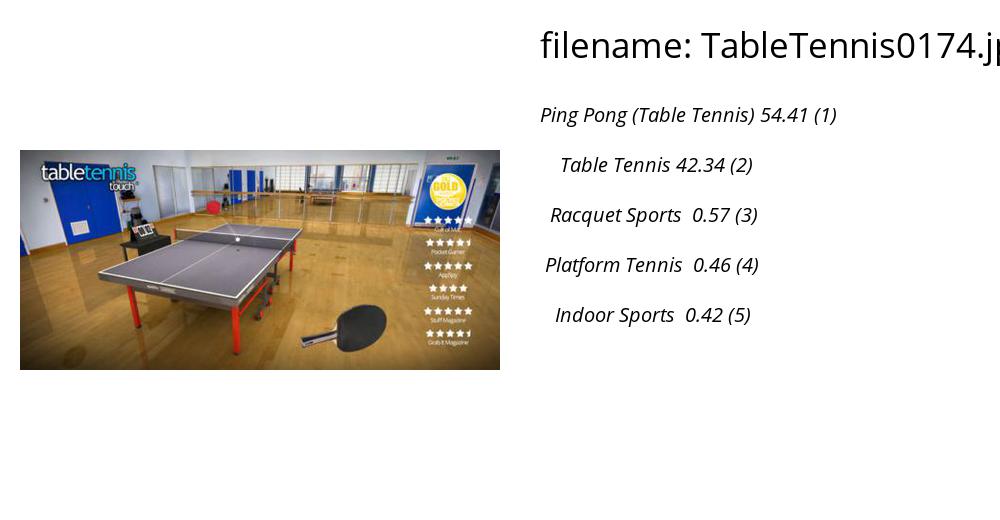 filename: TableTennis0174.jp
Ping Pong (Table Tennis) 54.41 (1)
Table Tennis 42.34 (2)
Racquet Sports 0.57 (3)
Platform Tennis 0.46 (4)
Indoor Sports 0.42 (5)
tabletennis
touch
GOLD
Cult of Mac
Pocket Gamer
AppSpy
Sunday Times
Stuff Magazine
Grab It Magazine